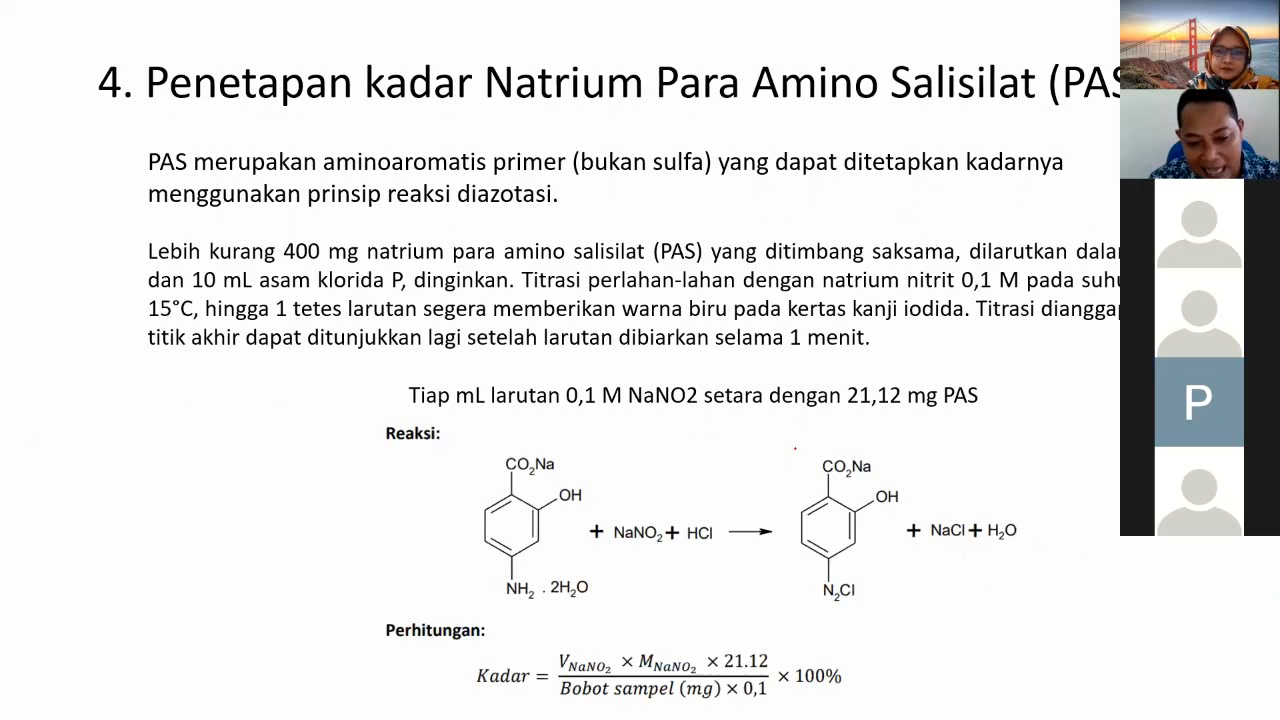 4. Penetapan kadar Natrium Para Amino Salisilat (PAS
PAS merupakan aminoaromatis primer (bukan sulfa) yang dapat ditetapkan kadarnya
menggunakan prinsip reaksi diazotasi.
Lebih kurang 400 mg natrium para amino salisilat (PAS) yang ditimbang saksama, dilarutkan
dan 10 mL asam klorida P, dinginkan. Titrasi perlahan-lahan dengan natrium nitrit 0,1 M pada
15°C, hingga 1 tetes larutan segera memberikan warna biru pada kertas kanji iodida. Titrasi
titik akhir dapat ditunjukkan lagi setelah larutan dibiarkan selama 1 menit.
Tiap mL larutan 0,1 M NaNO2 setara dengan 21,12 mg PAS
Reaksi:
CO₂Na CO₂Na
OH OH
+ NaNO₂ + HCl + NaCl + H₂O
NH₂ . 2H₂O N₂Cl
Perhitungan:
Kadar = V_NaNO₂ × M_NaNO₂ × 21.12 / Bobot sampel (mg) × 0,1 × 100%
P